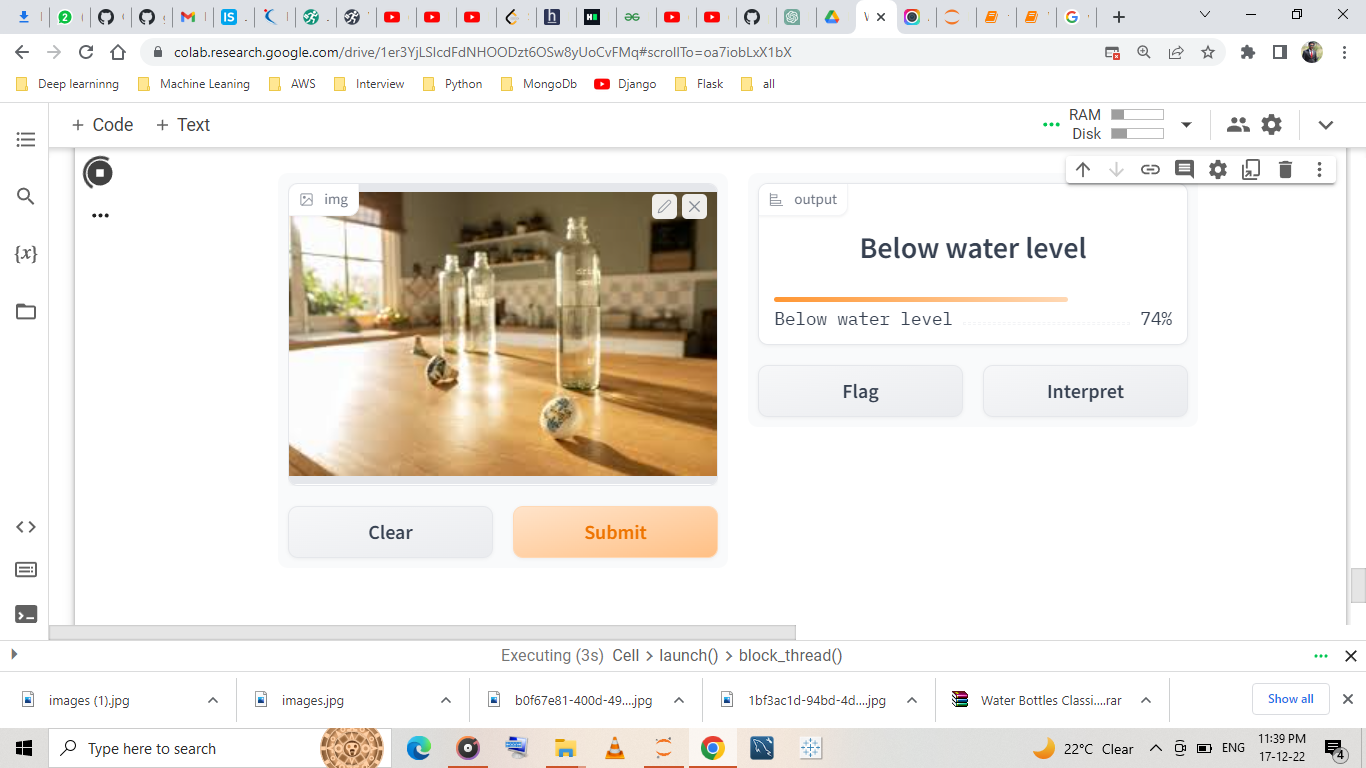 colab.research.google.com/drive/1er3YjLSlcdFdNHOODzt6OSw8yUoCvFMq#scrollTo=oa7iobLxX1bX
Deep learninng Machine Leaning AWS Interview Python MongoDb Django Flask all
+ Code + Text
RAM
Disk
{x}
img
output
Below water level
Below water level 74%
Flag Interpret
Clear Submit
Executing (3s) Cell > launch() > block_thread()
images (1).jpg images.jpg b0f67e81-400d-49....jpg 1bf3ac1d-94bd-4d....jpg Water Bottles Classi....rar Show all
Type here to search
22°C Clear ENG
11:39 PM
17-12-22
4